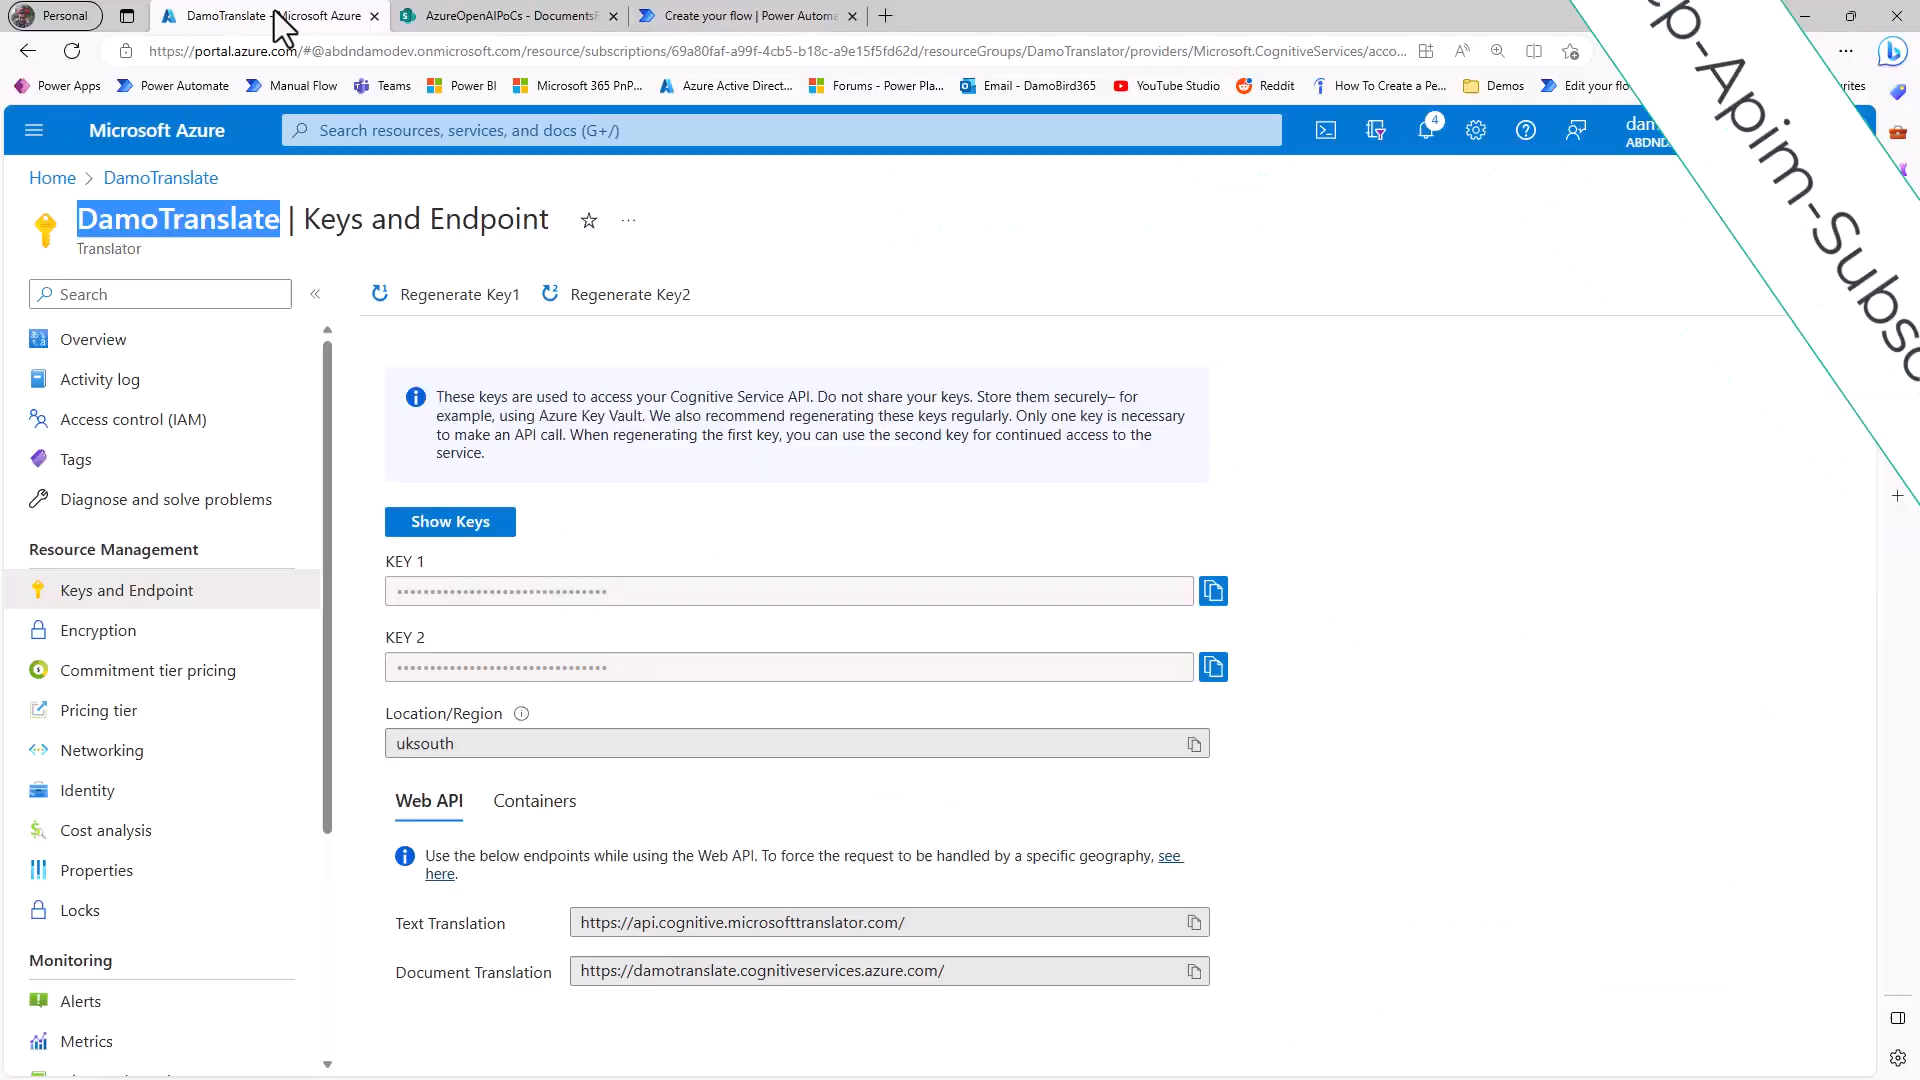 Personal
DamoTranslate - Microsoft Azure
AzureOpenAIPoCs - Documents
Create your flow | Power Automa
https://portal.azure.com/#@abdndamodev.onmicrosoft.com/resource/subscriptions/69a80faf-a99f-4cb5-b18c-a9e15f5fd62d/resourceGroups/DamoTranslator/providers/Microsoft.CognitiveServices/acco...
Power Apps
Power Automate
Manual Flow
Teams
Power BI
Microsoft 365 PnP...
Azure Active Direct...
Forums - Power Pla...
Email - DamoBird365
YouTube Studio
Reddit
How To Create a Pe...
Demos
Edit your flo
rites
Microsoft Azure
Search resources, services, and docs (G+/)
4
dam
ABND
ep-Apim-Subsc
Home > DamoTranslate
DamoTranslate | Keys and Endpoint
Translator
Search
Regenerate Key1
Regenerate Key2
Overview
Activity log
Access control (IAM)
Tags
Diagnose and solve problems
Resource Management
Keys and Endpoint
Encryption
Commitment tier pricing
Pricing tier
Networking
Identity
Cost analysis
Properties
Locks
Monitoring
Alerts
Metrics
These keys are used to access your Cognitive Service API. Do not share your keys. Store them securely– for
example, using Azure Key Vault. We also recommend regenerating these keys regularly. Only one key is necessary
to make an API call. When regenerating the first key, you can use the second key for continued access to the
service.
Show Keys
KEY 1
KEY 2
Location/Region
uksouth
Web API
Containers
Use the below endpoints while using the Web API. To force the request to be handled by a specific geography, see
here.
Text Translation
https://api.cognitive.microsofttranslator.com/
Document Translation
https://damotranslate.cognitiveservices.azure.com/